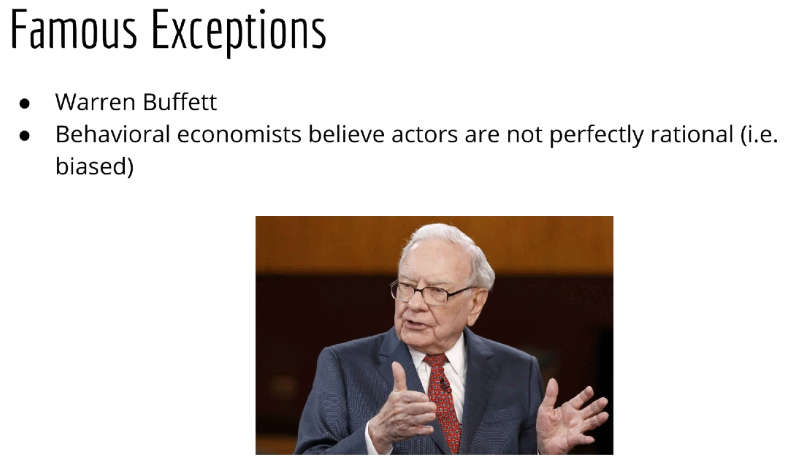 Famous Exceptions
● Warren Buffett
● Behavioral economists believe actors are not perfectly rational (i.e.
biased)